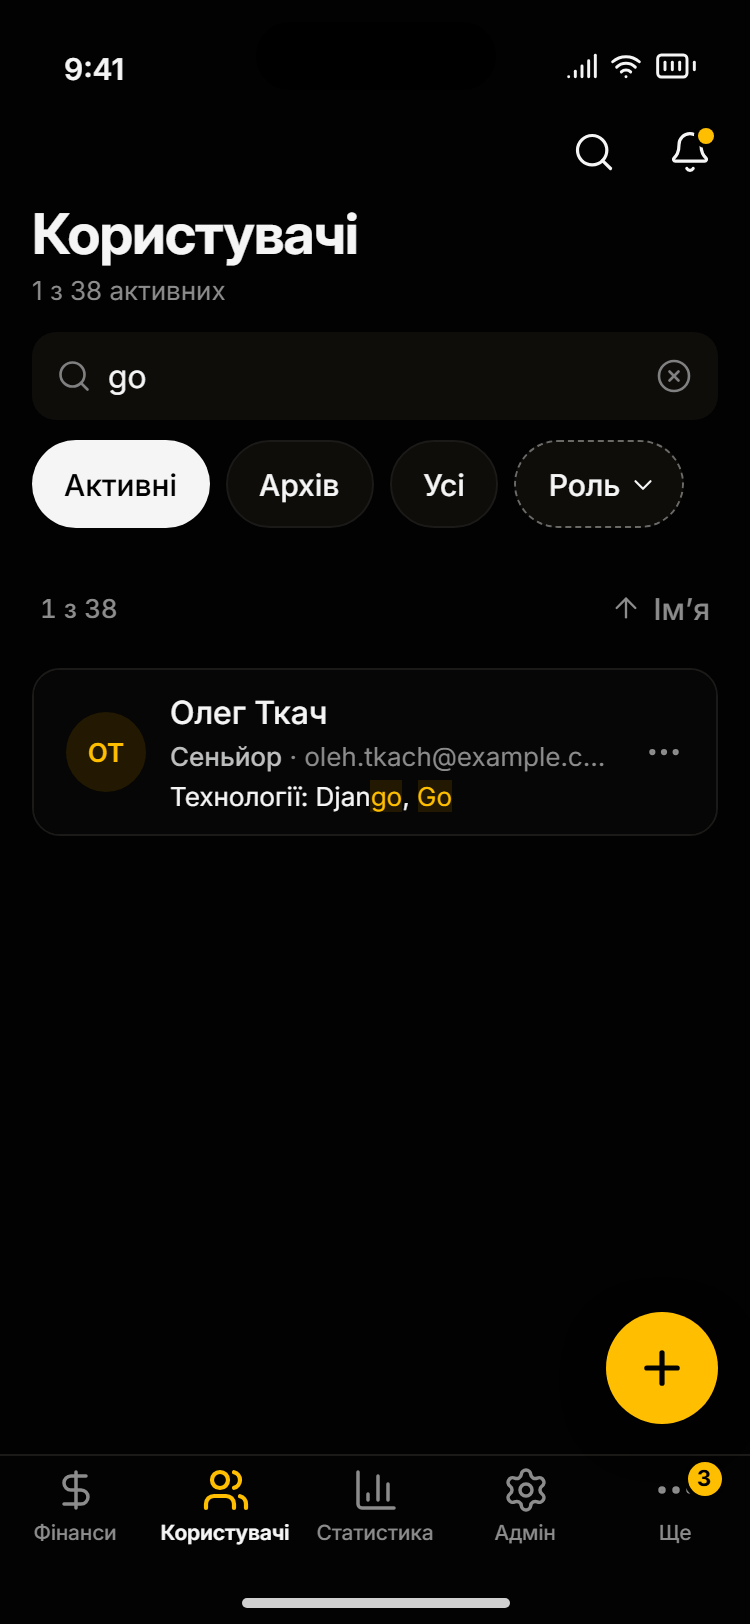 9:41
Користувачі
1 з 38 активних
go
Активні
Архів
Усі
Роль
1 з 38
Ім’я
ОТ
Олег Ткач
Сеньйор · oleh.tkach@example.c...
Технології: Django, Go
3
Фінанси
Користувачі
Статистика
Адмін
Ще